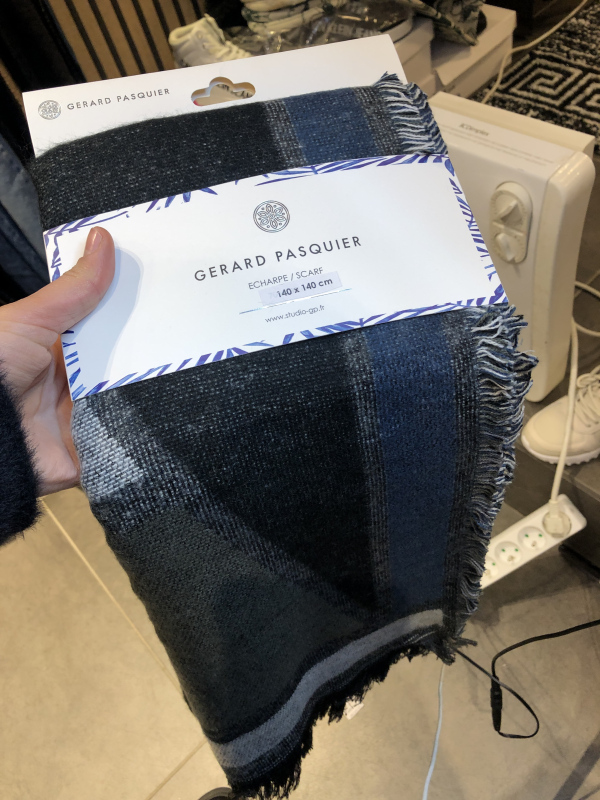 GERARD PASQUIER
GERARD PASQUIER
ECHARPE / SCARF
140 x 140 cm
www.studio-gp.fr